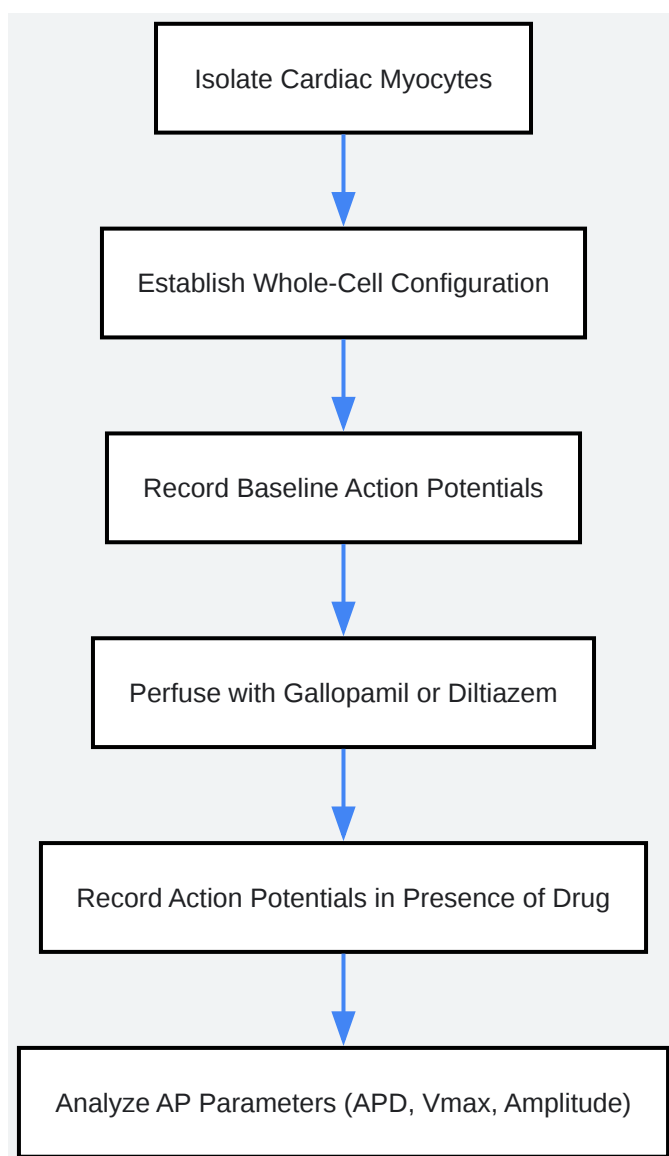 Isolate Cardiac Myocytes
Establish Whole-Cell Configuration
Record Baseline Action Potentials
Perfuse with Gallopamil or Diltiazem
Record Action Potentials in Presence of Drug
Analyze AP Parameters (APD, Vmax, Amplitude)